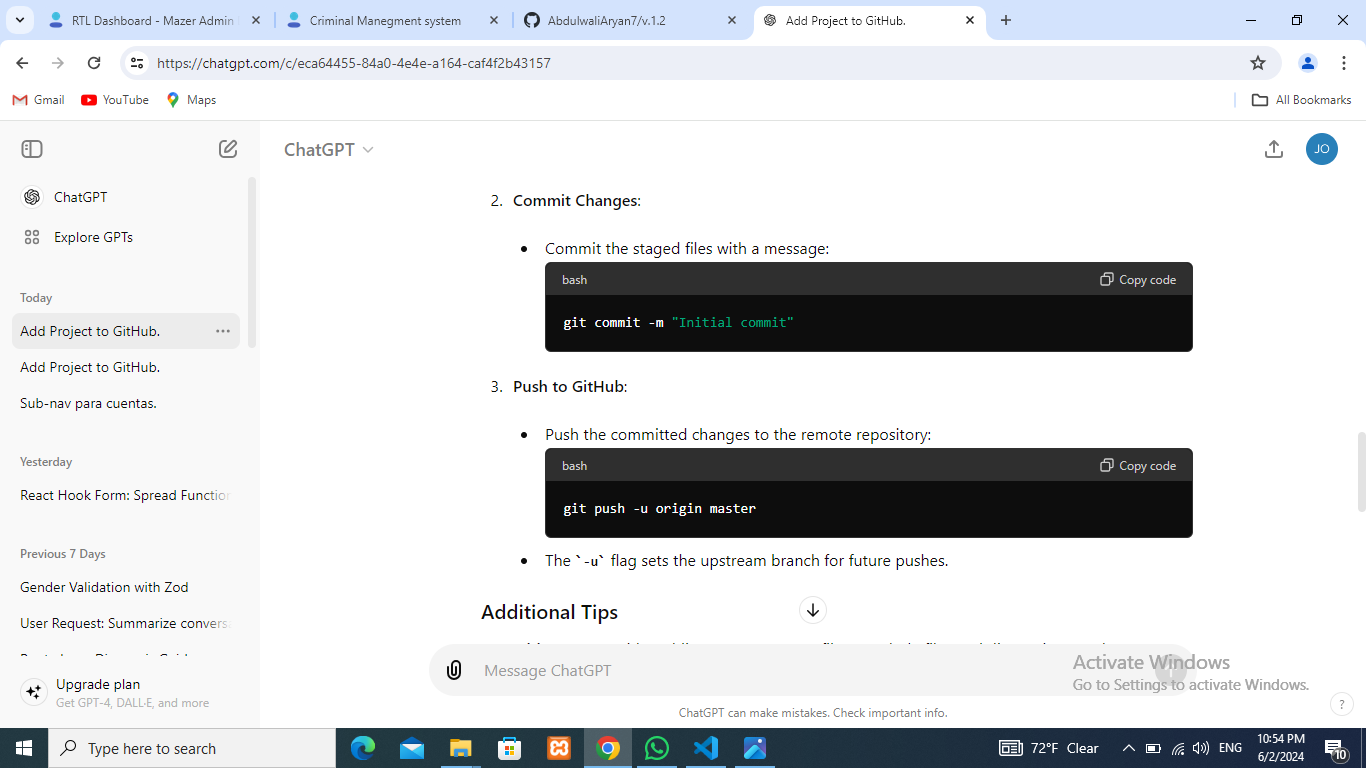 RTL Dashboard - Mazer Admin
Criminal Manegment system
AbdulwaliAryan7/v.1.2
Add Project to GitHub.
https://chatgpt.com/c/eca64455-84a0-4e4e-a164-caf4f2b43157
Gmail
YouTube
Maps
All Bookmarks
ChatGPT
Explore GPTs
Today
Add Project to GitHub.
Add Project to GitHub.
Sub-nav para cuentas.
Yesterday
React Hook Form: Spread Function
Previous 7 Days
Gender Validation with Zod
User Request: Summarize convers
Upgrade plan
Get GPT-4, DALL·E, and more
ChatGPT
JO
2. Commit Changes:
• Commit the staged files with a message:
bash
Copy code
git commit -m "Initial commit"
3. Push to GitHub:
• Push the committed changes to the remote repository:
bash
Copy code
git push -u origin master
• The `-u` flag sets the upstream branch for future pushes.
Additional Tips
Message ChatGPT
ChatGPT can make mistakes. Check important info.
Activate Windows
Go to Settings to activate Windows.
?
Type here to search
72°F Clear
ENG
10:54 PM
6/2/2024
10